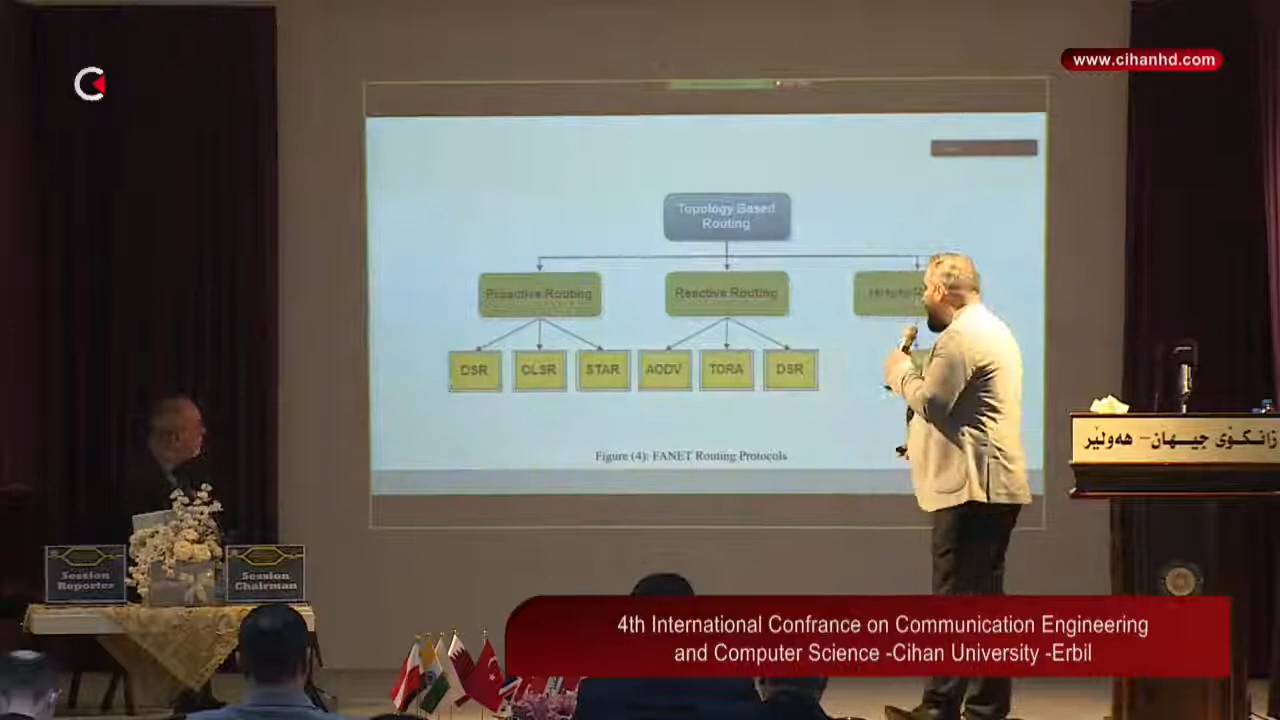 www.cihanhd.com
Topology Based
Routing
Proactive Routing
Reactive Routing
DSR
OLSR
STAR
AODV
TORA
DSR
Figure (4): FANET Routing Protocols
زانکۆی جیهان - هەولێر
Session
Reporter
Session
Chairman
4th International Confrance on Communication Engineering
and Computer Science -Cihan University -Erbil